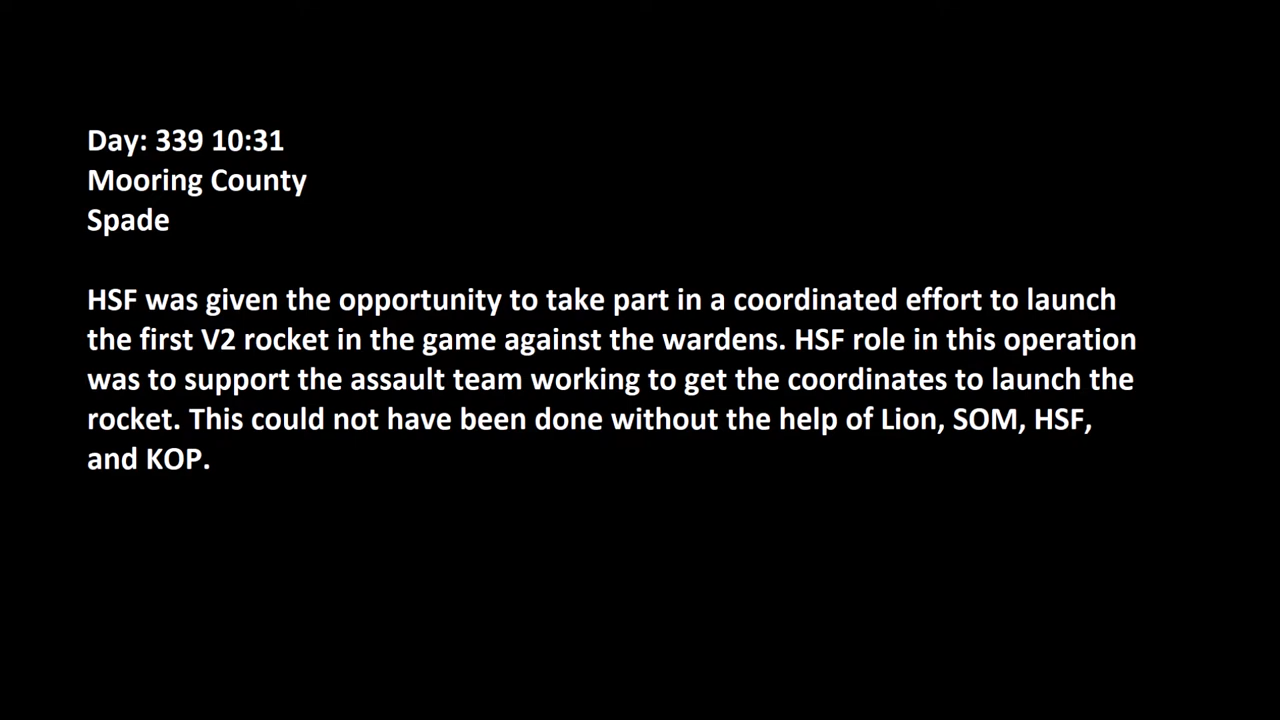 Day: 339 10:31
Mooring County
Spade
HSF was given the opportunity to take part in a coordinated effort to launch
the first V2 rocket in the game against the wardens. HSF role in this operation
was to support the assault team working to get the coordinates to launch the
rocket. This could not have been done without the help of Lion, SOM, HSF,
and KOP.